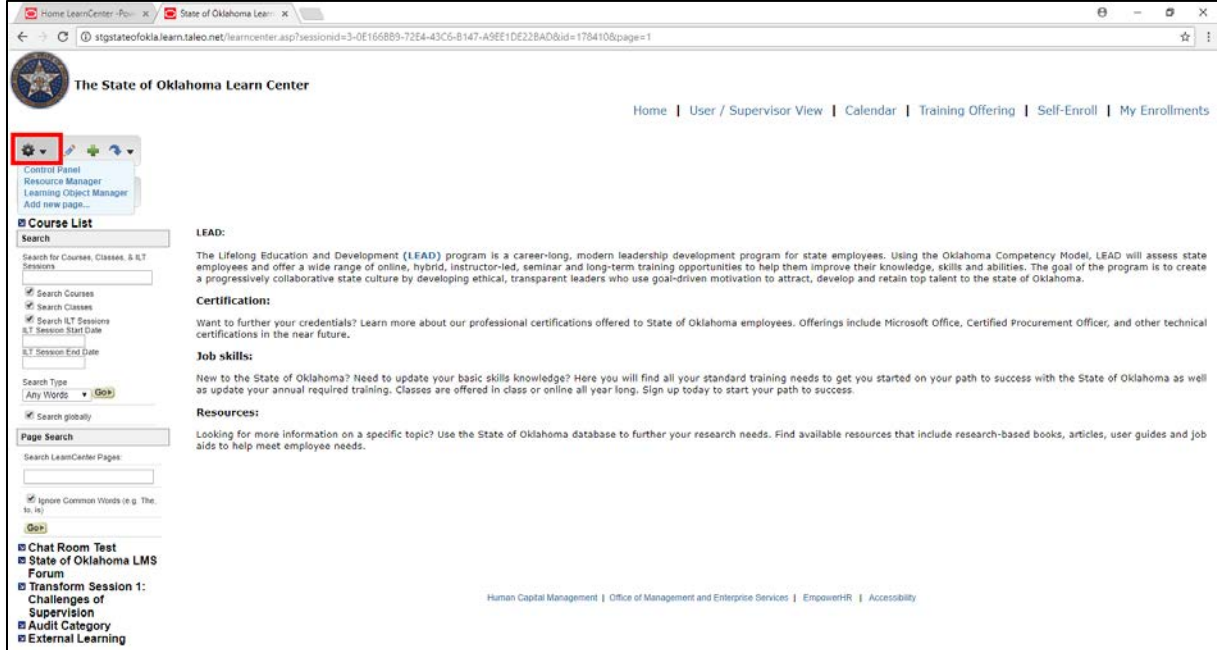 Home LearnCenter -Pow
State of Oklahoma Learn
stgstateofokla.learn.taleo.net/learncenter.asp?sessionid=3-0E166BB9-72E4-43C6-B147-A9EE1DE22BAD&id=178410&page=1
The State of Oklahoma Learn Center
Home | User / Supervisor View | Calendar | Training Offering | Self-Enroll | My Enrollments
Control Panel
Resource Manager
Learning Object Manager
Add new page...
Course List
Search
Search for Courses, Classes, & ILT
Sessions
Search Courses
Search Classes
Search ILT Sessions
ILT Session Start Date
ILT Session End Date
Search Type
Any Words Go
Search globally
Page Search
Search LearnCenter Pages:
Ignore Common Words (e.g. The,
to, is)
Go
Chat Room Test
State of Oklahoma LMS
Forum
Transform Session 1:
Challenges of
Supervision
Audit Category
External Learning
LEAD:
The Lifelong Education and Development (LEAD) program is a career-long, modern leadership development program for state employees. Using the Oklahoma Competency Model, LEAD will assess state
employees and offer a wide range of online, hybrid, instructor-led, seminar and long-term training opportunities to help them improve their knowledge, skills and abilities. The goal of the program is to create
a progressively collaborative state culture by developing ethical, transparent leaders who use goal-driven motivation to attract, develop and retain top talent to the state of Oklahoma.
Certification:
Want to further your credentials? Learn more about our professional certifications offered to State of Oklahoma employees. Offerings include Microsoft Office, Certified Procurement Officer, and other technical
certifications in the near future.
Job skills:
New to the State of Oklahoma? Need to update your basic skills knowledge? Here you will find all your standard training needs to get you started on your path to success with the State of Oklahoma as well
as update your annual required training. Classes are offered in class or online all year long. Sign up today to start your path to success.
Resources:
Looking for more information on a specific topic? Use the State of Oklahoma database to further your research needs. Find available resources that include research-based books, articles, user guides and job
aids to help meet employee needs.
Human Capital Management | Office of Management and Enterprise Services | EmpowerHR | Accessibility